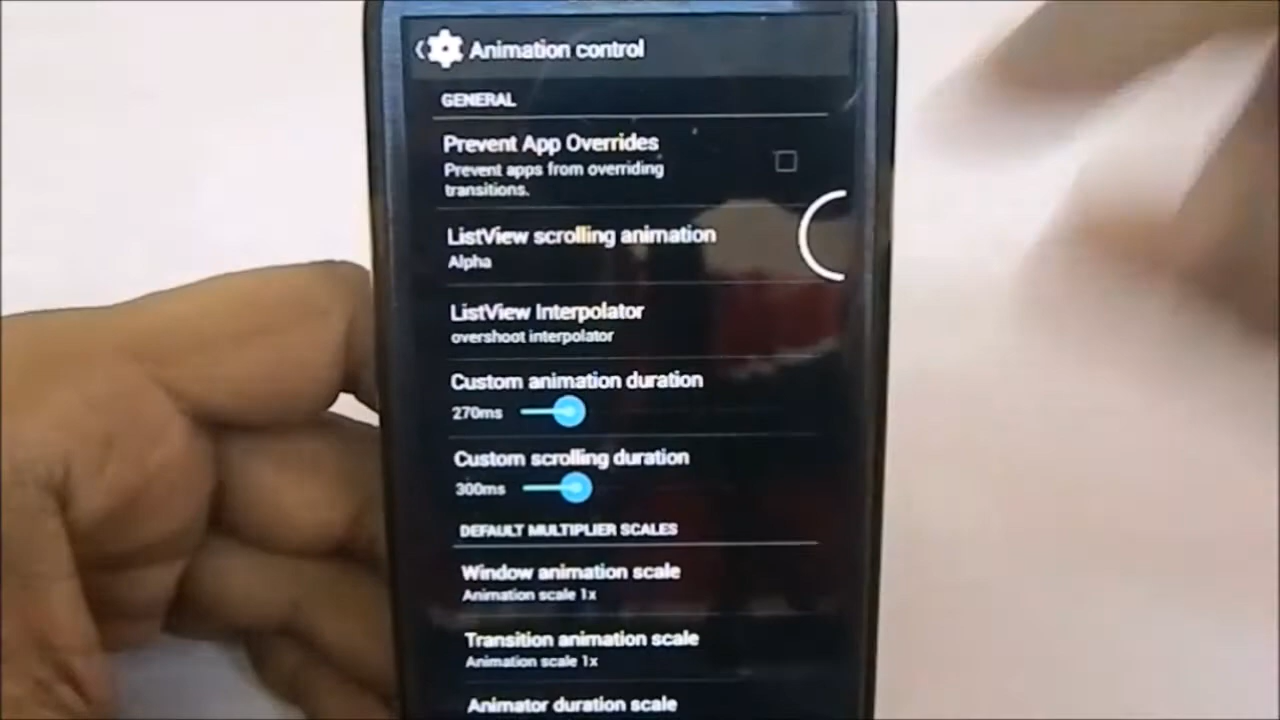 Animation control
GENERAL
Prevent App Overrides
Prevent apps from overriding
transitions.
ListView scrolling animation
Alpha
ListView Interpolator
overshoot interpolator
Custom animation duration
270ms
Custom scrolling duration
300ms
DEFAULT MULTIPLIER SCALES
Window animation scale
Animation scale 1x
Transition animation scale
Animation scale 1x
Animator duration scale